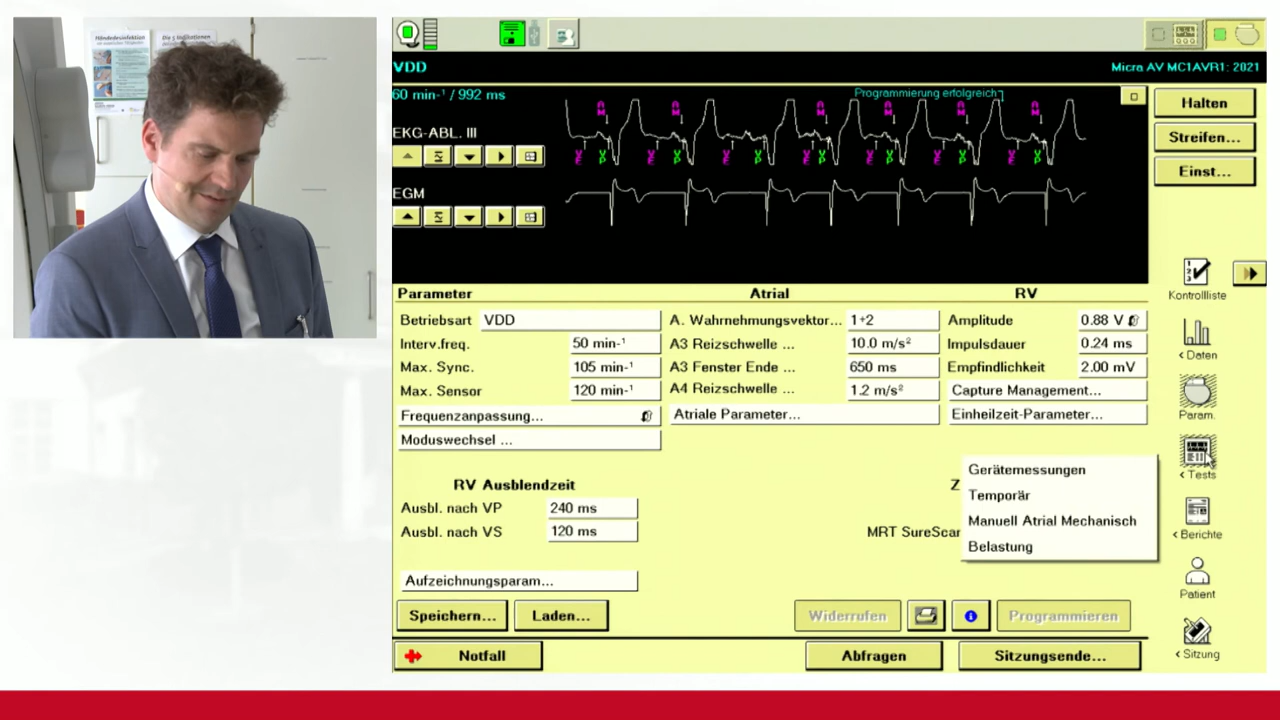 Händedesinfektion
Die 5 Indikationen
VDD
Micra AV MC1AVR1: 2021
60 min-¹ / 992 ms
Programmierung erfolgreich
EKG-ABL. III
EGM
Halten
Streifen...
Einst...
Kontrollliste
< Daten
Param.
< Tests
< Berichte
Patient
< Sitzung
Parameter
Atrial
RV
Betriebsart VDD
A. Wahrnehmungsvektor... 1+2
Amplitude 0.88 V
Interv.freq. 50 min-¹
A3 Reizschwelle ... 10.0 m/s²
Impulsdauer 0.24 ms
Max. Sync. 105 min-¹
A3 Fenster Ende ... 650 ms
Empfindlichkeit 2.00 mV
Max. Sensor 120 min-¹
A4 Reizschwelle ... 1.2 m/s²
Capture Management...
Frequenzanpassung...
Atriale Parameter...
Einheilzeit-Parameter...
Moduswechsel ...
RV Ausblendzeit
Z
Ausbl. nach VP 240 ms
Ausbl. nach VS 120 ms
MRT SureScan
Gerätemessungen
Temporär
Manuell Atrial Mechanisch
Belastung
Aufzeichnungsparam...
Speichern...
Laden...
Widerrufen
Programmieren
Notfall
Abfragen
Sitzungsende...